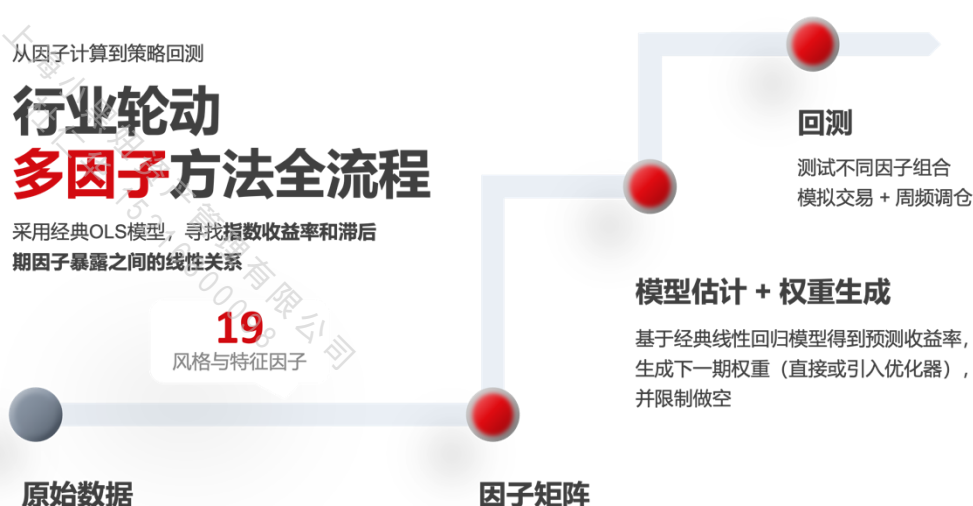 从因子计算到策略回测
行业轮动
多因子方法全流程
采用经典OLS模型，寻找指数收益率和滞后
期因子暴露之间的线性关系
19
风格与特征因子
原始数据
因子矩阵
模型估计 + 权重生成
基于经典线性回归模型得到预测收益率，
生成下一期权重（直接或引入优化器），
并限制做空
回测
测试不同因子组合
模拟交易 + 周频调仓